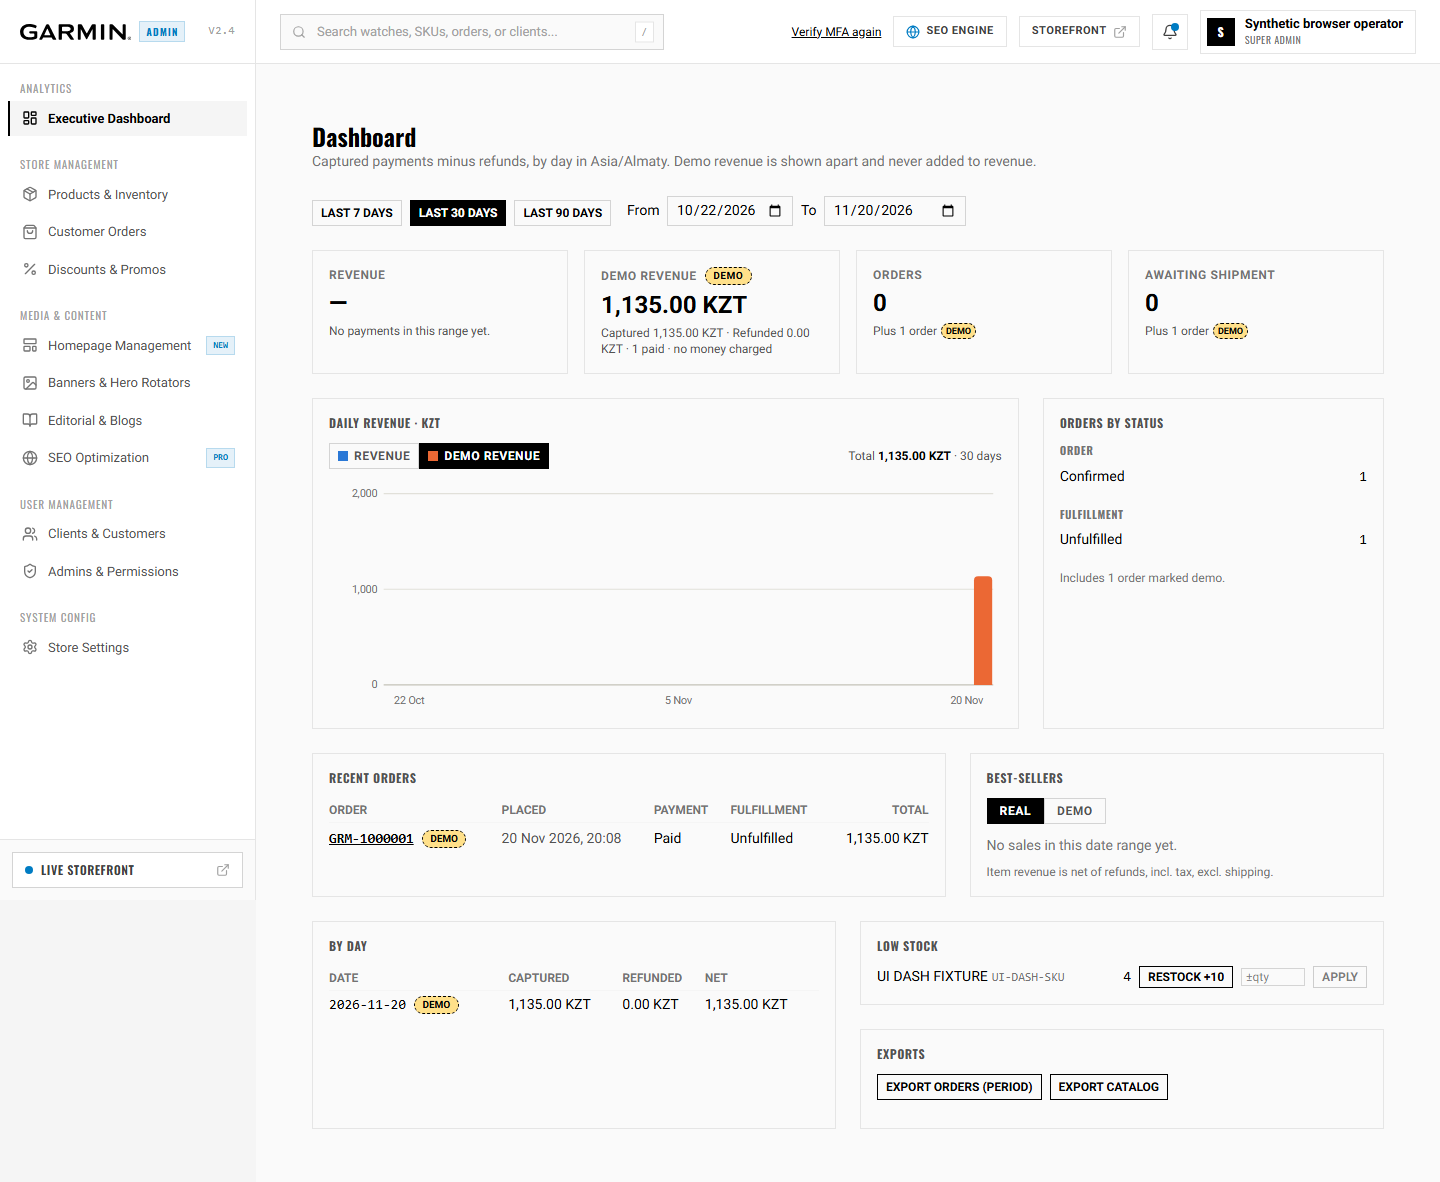 GARMIN.
ADMIN
V2.4
Search watches, SKUs, orders, or clients...
/
Verify MFA again
SEO ENGINE
STOREFRONT
S
Synthetic browser operator
SUPER ADMIN
ANALYTICS
Executive Dashboard
STORE MANAGEMENT
Products & Inventory
Customer Orders
Discounts & Promos
MEDIA & CONTENT
Homepage Management NEW
Banners & Hero Rotators
Editorial & Blogs
SEO Optimization PRO
USER MANAGEMENT
Clients & Customers
Admins & Permissions
SYSTEM CONFIG
Store Settings
LIVE STOREFRONT
Dashboard
Captured payments minus refunds, by day in Asia/Almaty. Demo revenue is shown apart and never added to revenue.
LAST 7 DAYS LAST 30 DAYS LAST 90 DAYS From 10/22/2026 To 11/20/2026
REVENUE
—
No payments in this range yet.
DEMO REVENUE DEMO
1,135.00 KZT
Captured 1,135.00 KZT · Refunded 0.00
KZT · 1 paid · no money charged
ORDERS
0
Plus 1 order DEMO
AWAITING SHIPMENT
0
Plus 1 order DEMO
DAILY REVENUE · KZT
REVENUE DEMO REVENUE
Total 1,135.00 KZT · 30 days
2,000
1,000
0
22 Oct 5 Nov 20 Nov
ORDERS BY STATUS
ORDER
Confirmed 1
FULFILLMENT
Unfulfilled 1
Includes 1 order marked demo.
RECENT ORDERS
ORDER PLACED PAYMENT FULFILLMENT TOTAL
GRM-1000001 DEMO 20 Nov 2026, 20:08 Paid Unfulfilled 1,135.00 KZT
BEST-SELLERS
REAL DEMO
No sales in this date range yet.
Item revenue is net of refunds, incl. tax, excl. shipping.
BY DAY
DATE CAPTURED REFUNDED NET
2026-11-20 DEMO 1,135.00 KZT 0.00 KZT 1,135.00 KZT
LOW STOCK
UI DASH FIXTURE UI-DASH-SKU 4 RESTOCK +10 ±qty APPLY
EXPORTS
EXPORT ORDERS (PERIOD) EXPORT CATALOG